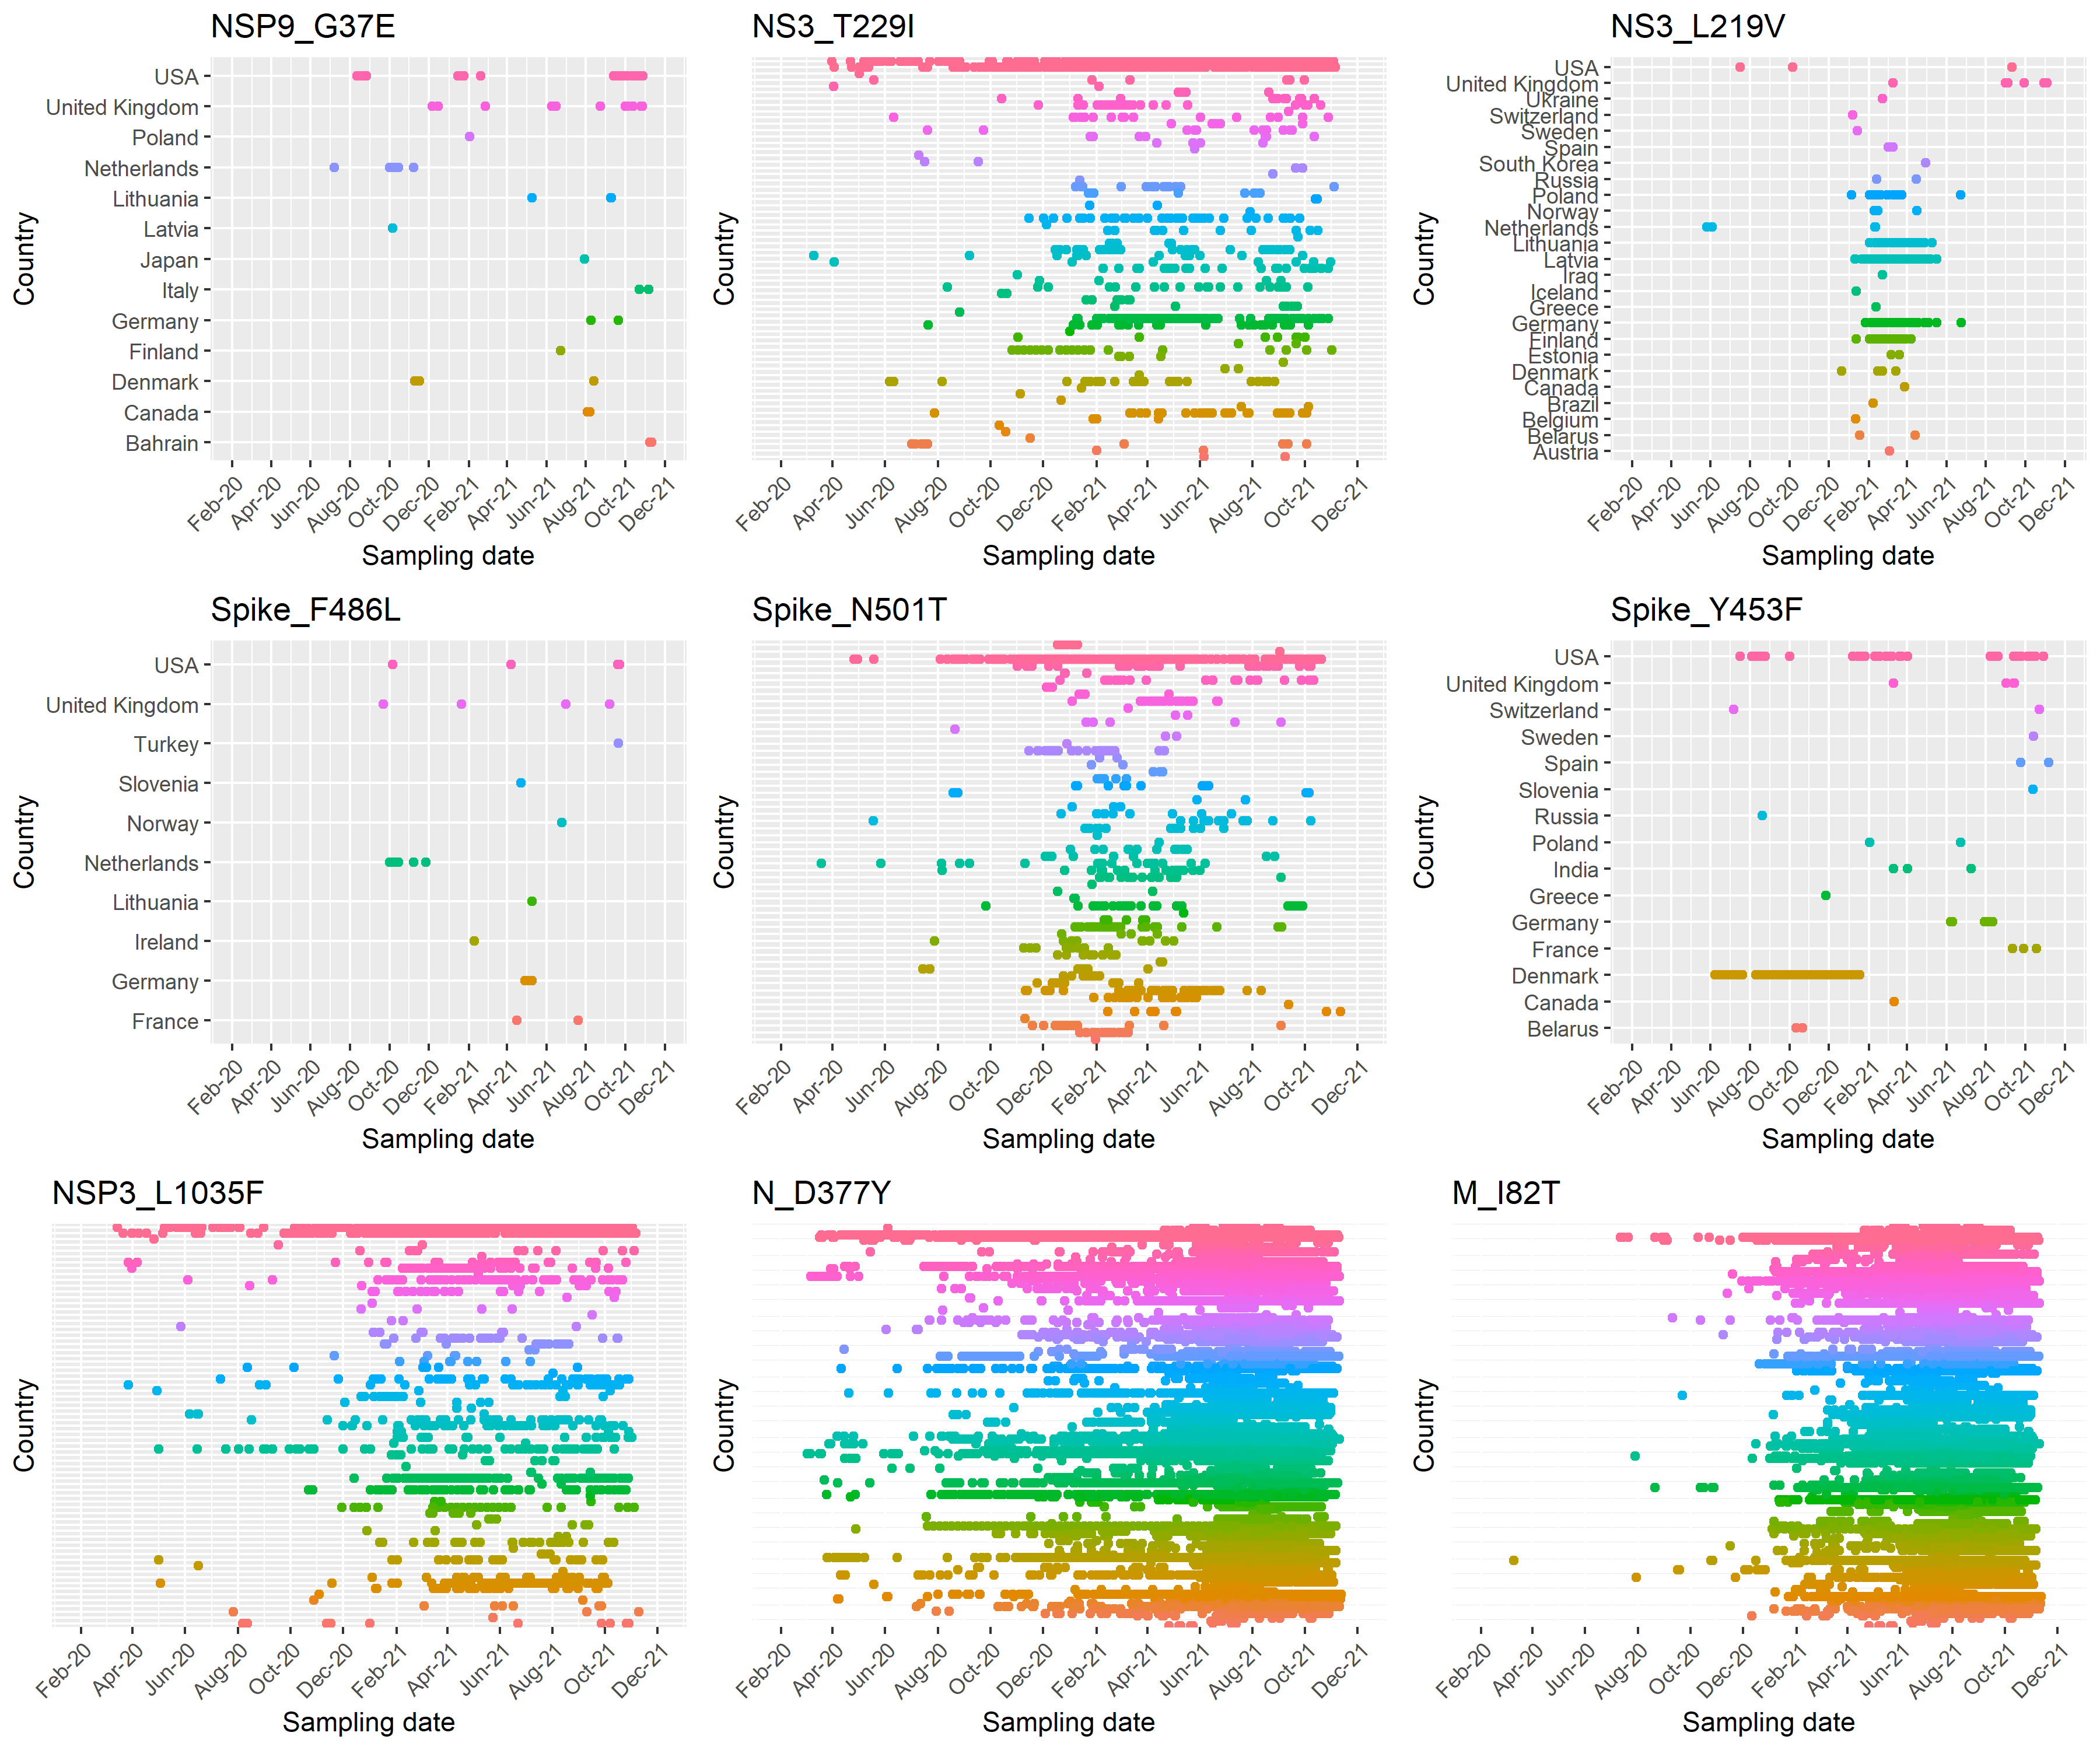 NSP9_G37E
USA
United Kingdom
Poland
Netherlands
Lithuania
Latvia
Japan
Italy
Germany
Finland
Denmark
Canada
Bahrain
Country
Feb-20 Apr-20 Jun-20 Aug-20 Oct-20 Dec-20 Feb-21 Apr-21 Jun-21 Aug-21 Oct-21 Dec-21
Sampling date
NS3_T229I
Country
Feb-20 Apr-20 Jun-20 Aug-20 Oct-20 Dec-20 Feb-21 Apr-21 Jun-21 Aug-21 Oct-21 Dec-21
Sampling date
NS3_L219V
USA
United Kingdom
Ukraine
Switzerland
Sweden
Spain
South Korea
Russia
Poland
Norway
Netherlands
Lithuania
Latvia
Iraq
Iceland
Greece
Germany
Finland
Estonia
Denmark
Canada
Brazil
Belgium
Belarus
Austria
Country
Feb-20 Apr-20 Jun-20 Aug-20 Oct-20 Dec-20 Feb-21 Apr-21 Jun-21 Aug-21 Oct-21 Dec-21
Sampling date
Spike_F486L
USA
United Kingdom
Turkey
Slovenia
Norway
Netherlands
Lithuania
Ireland
Germany
France
Country
Feb-20 Apr-20 Jun-20 Aug-20 Oct-20 Dec-20 Feb-21 Apr-21 Jun-21 Aug-21 Oct-21 Dec-21
Sampling date
Spike_N501T
Country
Feb-20 Apr-20 Jun-20 Aug-20 Oct-20 Dec-20 Feb-21 Apr-21 Jun-21 Aug-21 Oct-21 Dec-21
Sampling date
Spike_Y453F
USA
United Kingdom
Switzerland
Sweden
Spain
Slovenia
Russia
Poland
India
Greece
Germany
France
Denmark
Canada
Belarus
Country
Feb-20 Apr-20 Jun-20 Aug-20 Oct-20 Dec-20 Feb-21 Apr-21 Jun-21 Aug-21 Oct-21 Dec-21
Sampling date
NSP3_L1035F
Country
Feb-20 Apr-20 Jun-20 Aug-20 Oct-20 Dec-20 Feb-21 Apr-21 Jun-21 Aug-21 Oct-21 Dec-21
Sampling date
N_D377Y
Country
Feb-20 Apr-20 Jun-20 Aug-20 Oct-20 Dec-20 Feb-21 Apr-21 Jun-21 Aug-21 Oct-21 Dec-21
Sampling date
M_I82T
Country
Feb-20 Apr-20 Jun-20 Aug-20 Oct-20 Dec-20 Feb-21 Apr-21 Jun-21 Aug-21 Oct-21 Dec-21
Sampling date